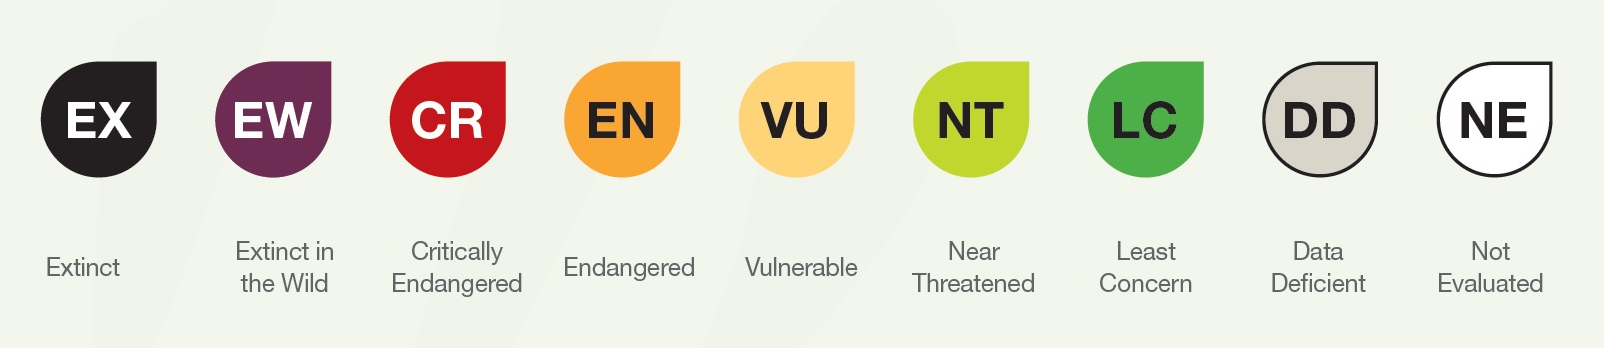 EX
EW
CR
EN
VU
NT
LC
DD
NE
Extinct
Extinct in
the Wild
Critically
Endangered
Endangered
Vulnerable
Near
Threatened
Least
Concern
Data
Deficient
Not
Evaluated